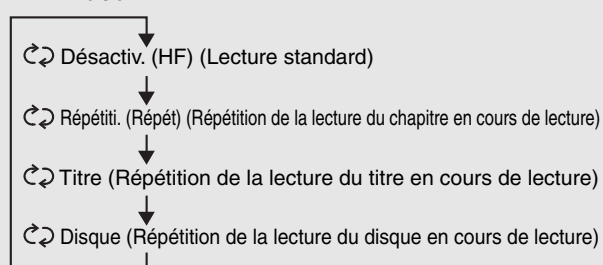 Désactiv. (HF) (Lecture standard)
Répétiti. (Répét) (Répétition de la lecture du chapitre en cours de lecture)
Titre (Répétition de la lecture du titre en cours de lecture)
Disque (Répétition de la lecture du disque en cours de lecture)